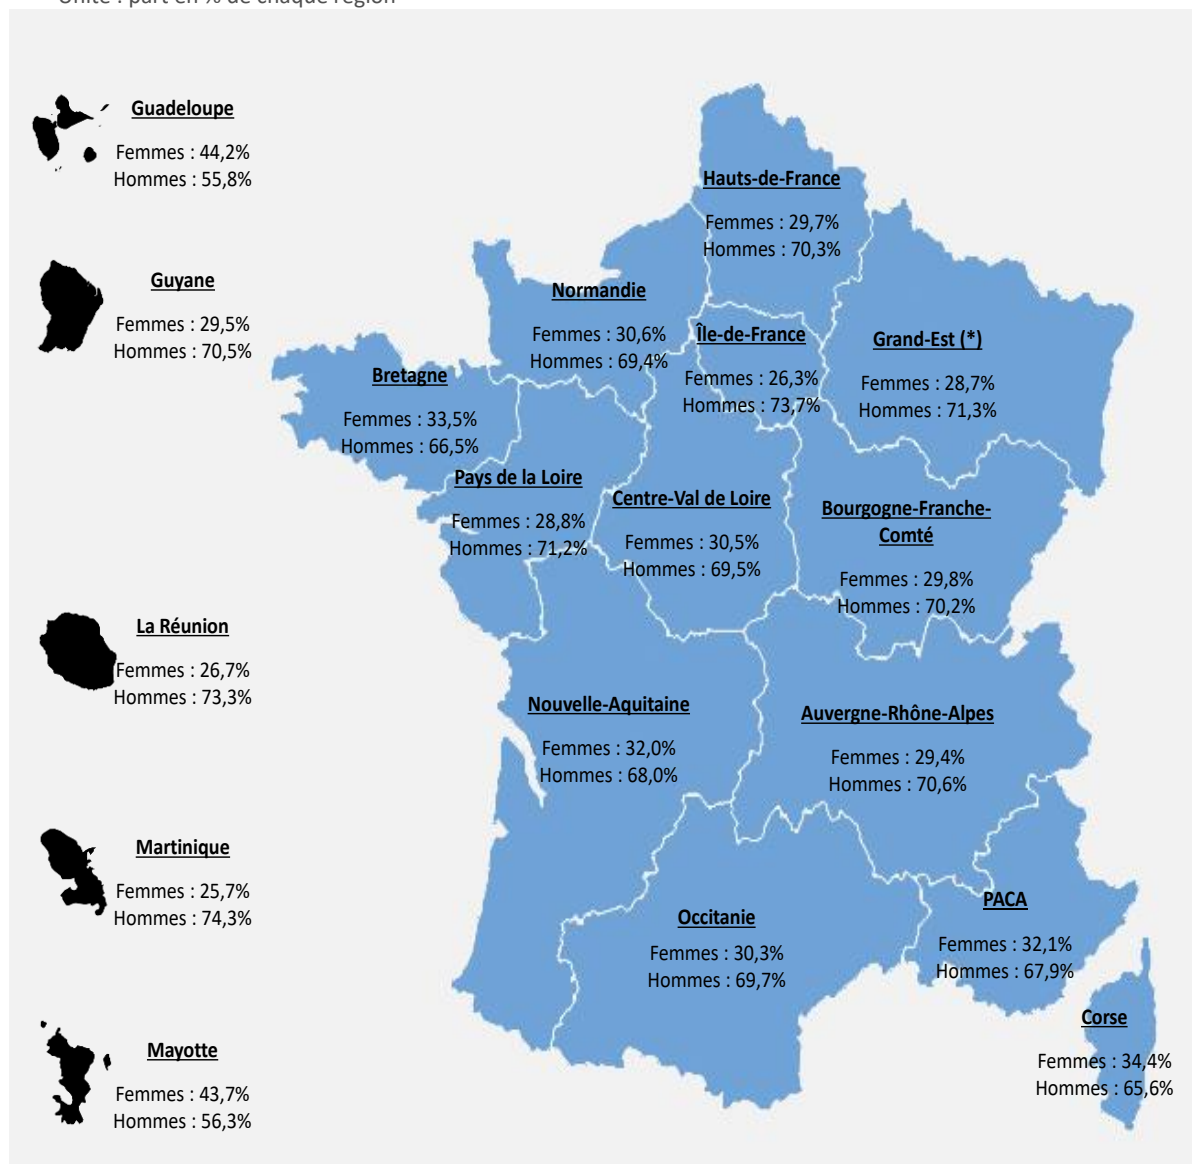 Unité : part en % de chaque région
Guadeloupe
Femmes : 44,2%
Hommes : 55,8%
Guyane
Femmes : 29,5%
Hommes : 70,5%
La Réunion
Femmes : 26,7%
Hommes : 73,3%
Martinique
Femmes : 25,7%
Hommes : 74,3%
Mayotte
Femmes : 43,7%
Hommes : 56,3%
Hauts-de-France
Femmes : 29,7%
Hommes : 70,3%
Normandie
Femmes : 30,6%
Hommes : 69,4%
Île-de-France
Femmes : 26,3%
Hommes : 73,7%
Grand-Est (*)
Femmes : 28,7%
Hommes : 71,3%
Bretagne
Femmes : 33,5%
Hommes : 66,5%
Pays de la Loire
Femmes : 28,8%
Hommes : 71,2%
Centre-Val de Loire
Femmes : 30,5%
Hommes : 69,5%
Bourgogne-Franche-
Comté
Femmes : 29,8%
Hommes : 70,2%
Nouvelle-Aquitaine
Femmes : 32,0%
Hommes : 68,0%
Auvergne-Rhône-Alpes
Femmes : 29,4%
Hommes : 70,6%
Occitanie
Femmes : 30,3%
Hommes : 69,7%
PACA
Femmes : 32,1%
Hommes : 67,9%
Corse
Femmes : 34,4%
Hommes : 65,6%